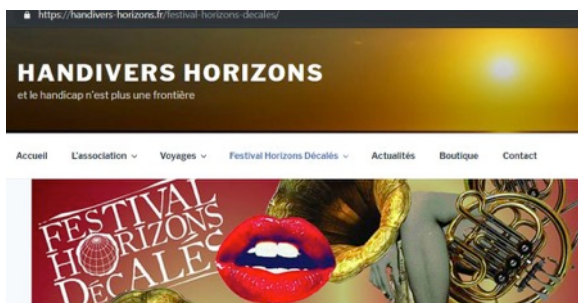 https://handivers-horizons.fr/festival-horizons-decales/
HANDIVERS HORIZONS
et le handicap n'est plus une frontière
Accueil L'association Voyages Festival Horizons Décalés Actualités Boutique Contact
FESTIVAL
HORIZONS
DÉCALÉS